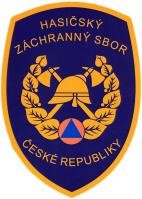 HASIČSKÝ
ZÁCHRANNÝ SBOR
ČESKÉ REPUBLIKY